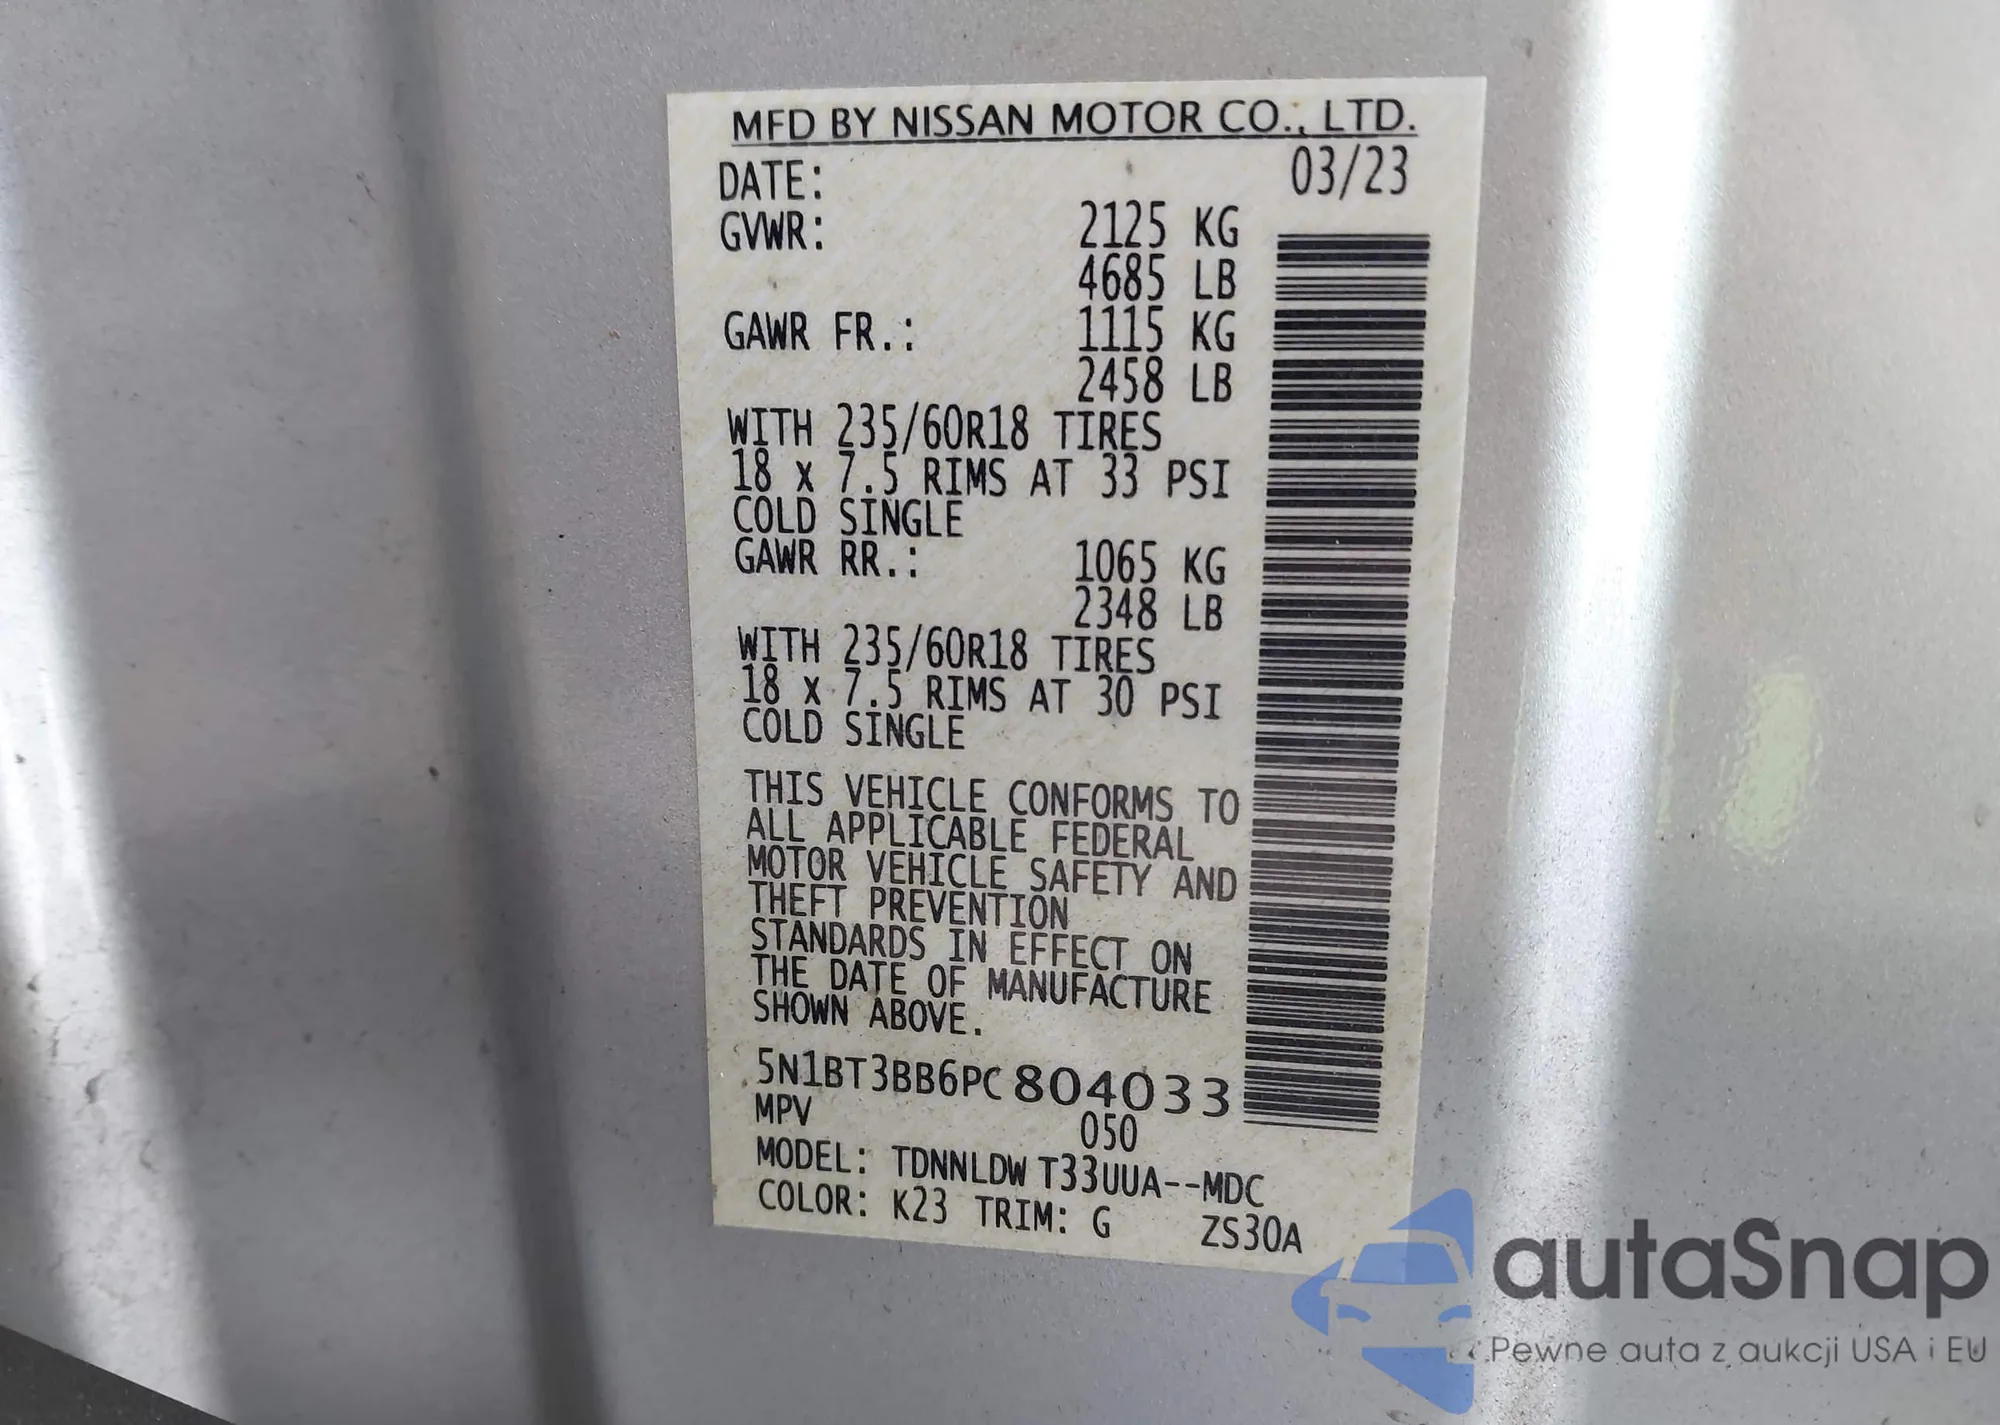 MFD BY NISSAN MOTOR CO., LTD.
DATE: 03/23
GVWR: 2125 KG
4685 LB
GAWR FR.: 1115 KG
2458 LB
WITH 235/60R18 TIRES
18 x 7.5 RIMS AT 33 PSI
COLD SINGLE
GAWR RR.: 1065 KG
2348 LB
WITH 235/60R18 TIRES
18 x 7.5 RIMS AT 30 PSI
COLD SINGLE
THIS VEHICLE CONFORMS TO
ALL APPLICABLE FEDERAL
MOTOR VEHICLE SAFETY AND
THEFT PREVENTION
STANDARDS IN EFFECT ON
THE DATE OF MANUFACTURE
SHOWN ABOVE.
5N1BT3BB6PC804033
MPV 050
MODEL: TDNNLDW T33UUA--MDC
COLOR: K23 TRIM: G ZS30A
autaSnap
Pewne auta z aukcji USA i EU